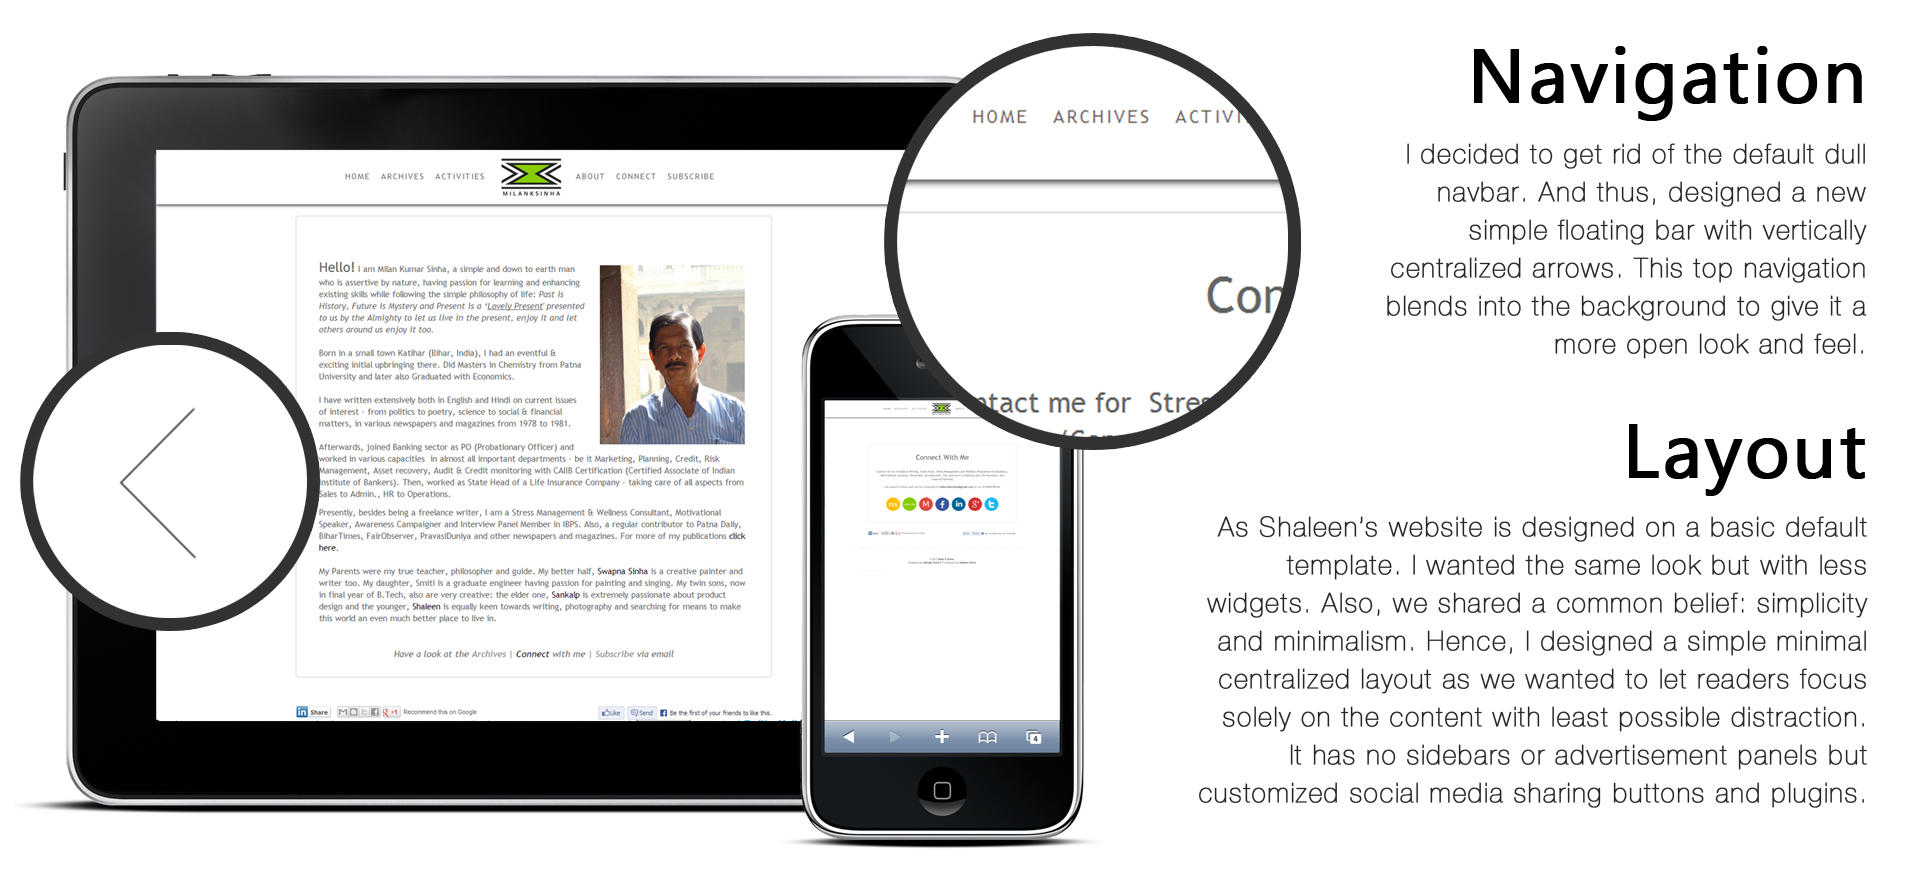 HOME ARCHIVES ACTIVITIES MILANKSINHA ABOUT CONNECT SUBSCRIBE
Hello! I am Milan Kumar Sinha, a simple and down to earth man
who is assertive by nature, having passion for learning and enhancing
existing skills while following the simple philosophy of life: Past is
History, Future is Mystery and Present is a ‘Lovely Present' presented
to us by the Almighty to let us live in the present, enjoy it and let
others around us enjoy it too.
Born in a small town Katihar (Bihar, India), I had an eventful &
exciting initial upbringing there. Did Masters in Chemistry from Patna
University and later also Graduated with Economics.
I have written extensively both in English and Hindi on current issues
of interest - from politics to poetry, science to social & financial
matters, in various newspapers and magazines from 1978 to 1981.
Afterwards, joined Banking sector as PO (Probationary Officer) and
worked in various capacities in almost all important departments - be it Marketing, Planning, Credit, Risk
Management, Asset recovery, Audit & Credit monitoring with CAIIB Certification (Certified Associate of Indian
Institute of Bankers). Then, worked as State Head of a Life Insurance Company - taking care of all aspects from
Sales to Admin., HR to Operations.
Presently, besides being a freelance writer, I am a Stress Management & Wellness Consultant, Motivational
Speaker, Awareness Campaigner and Interview Panel Member in IBPS. Also, a regular contributor to Patna Daily,
BiharTimes, FairObserver, PravasiDuniya and other newspapers and magazines. For more of my publications click
here.
My Parents were my true teacher, philosopher and guide. My better half, Swapna Sinha is a creative painter and
writer too. My daughter, Smiti is a graduate engineer having passion for painting and singing. My twin sons, now
in final year of B.Tech, also are very creative: the elder one, Sankalp is extremely passionate about product
design and the younger, Shaleen is equally keen towards writing, photography and searching for means to make
this world an even much better place to live in.
Have a look at the Archives | Connect with me | Subscribe via email
in Share +1 Recommend this on Google Like Send Be the first of your friends to like this.
HOME ARCHIVES ACTIVI
Con
ntact me for Stres
Connect With Me
4
Navigation
I decided to get rid of the default dull
navbar. And thus, designed a new
simple floating bar with vertically
centralized arrows. This top navigation
blends into the background to give it a
more open look and feel.
Layout
As Shaleen’s website is designed on a basic default
template. I wanted the same look but with less
widgets. Also, we shared a common belief: simplicity
and minimalism. Hence, I designed a simple minimal
centralized layout as we wanted to let readers focus
solely on the content with least possible distraction.
It has no sidebars or advertisement panels but
customized social media sharing buttons and plugins.